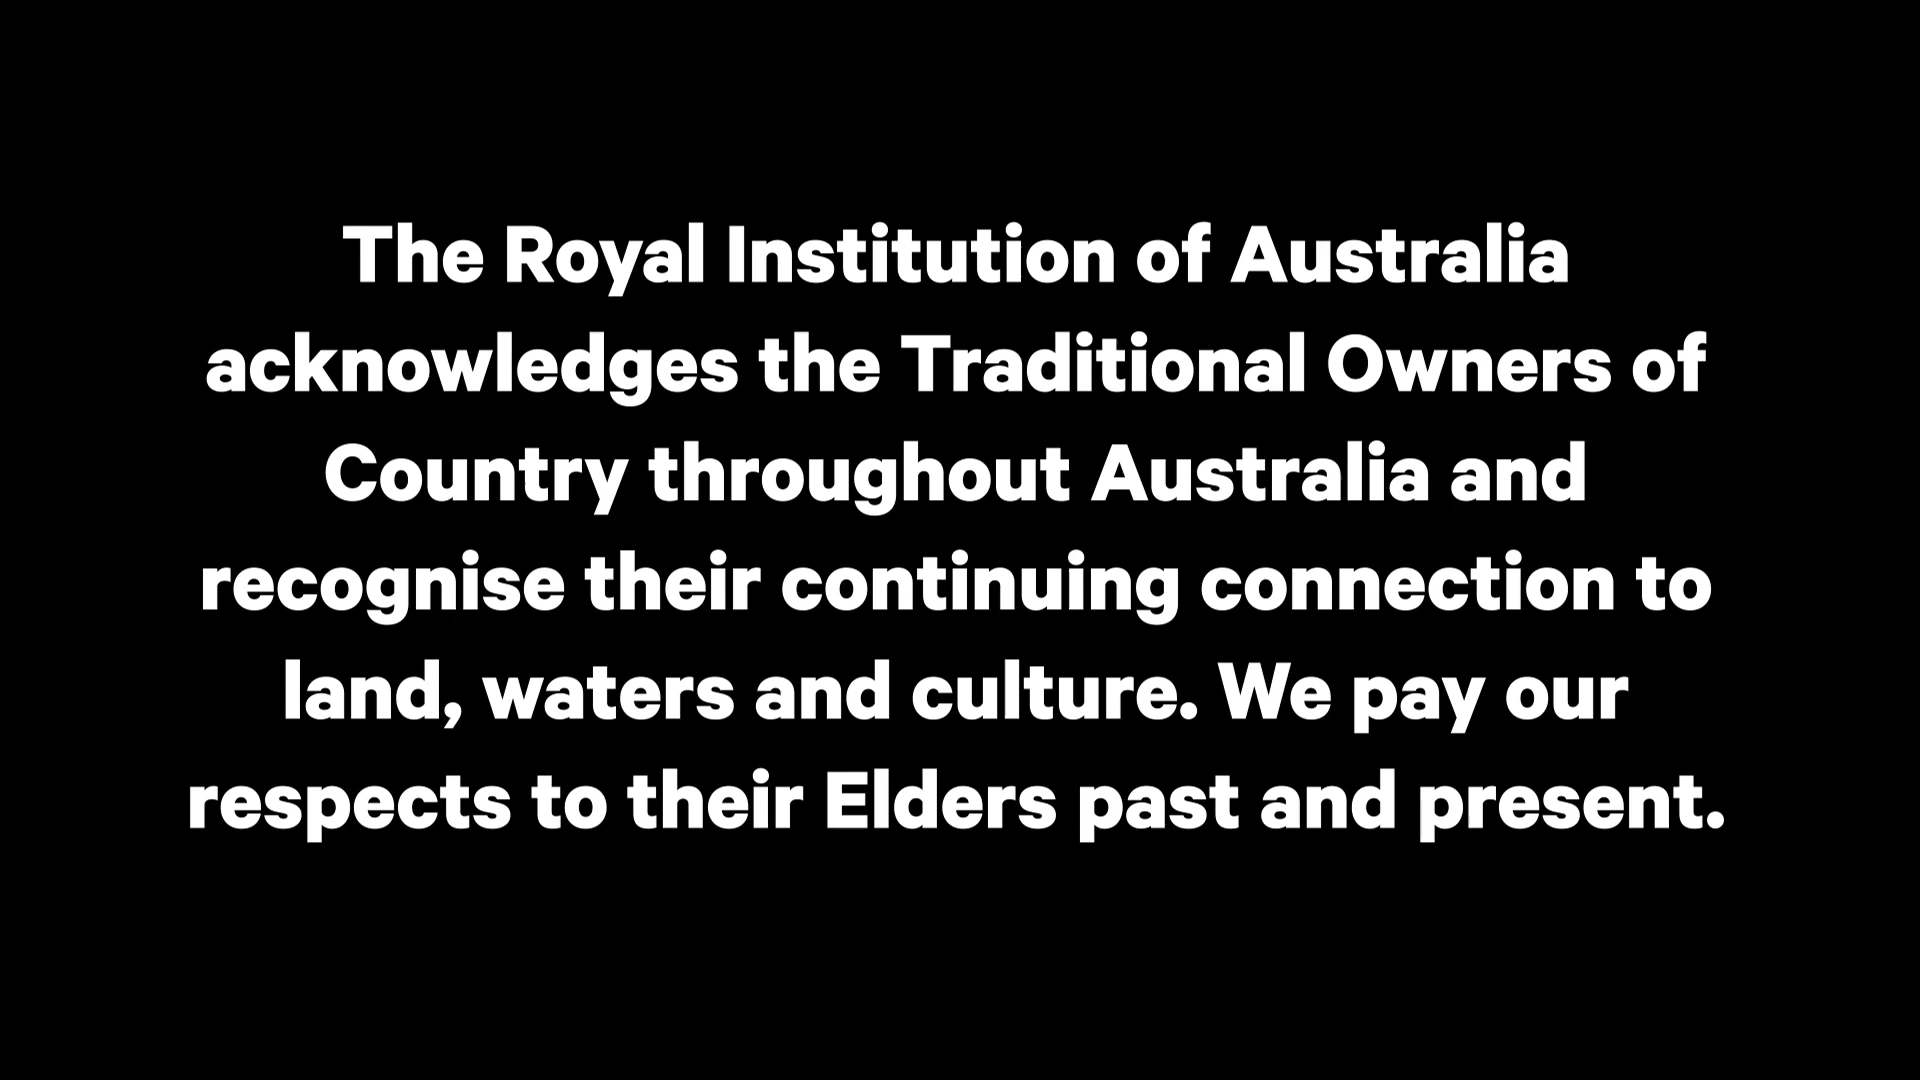 The Royal Institution of Australia
acknowledges the Traditional Owners of
Country throughout Australia and
recognise their continuing connection to
land, waters and culture. We pay our
respects to their Elders past and present.